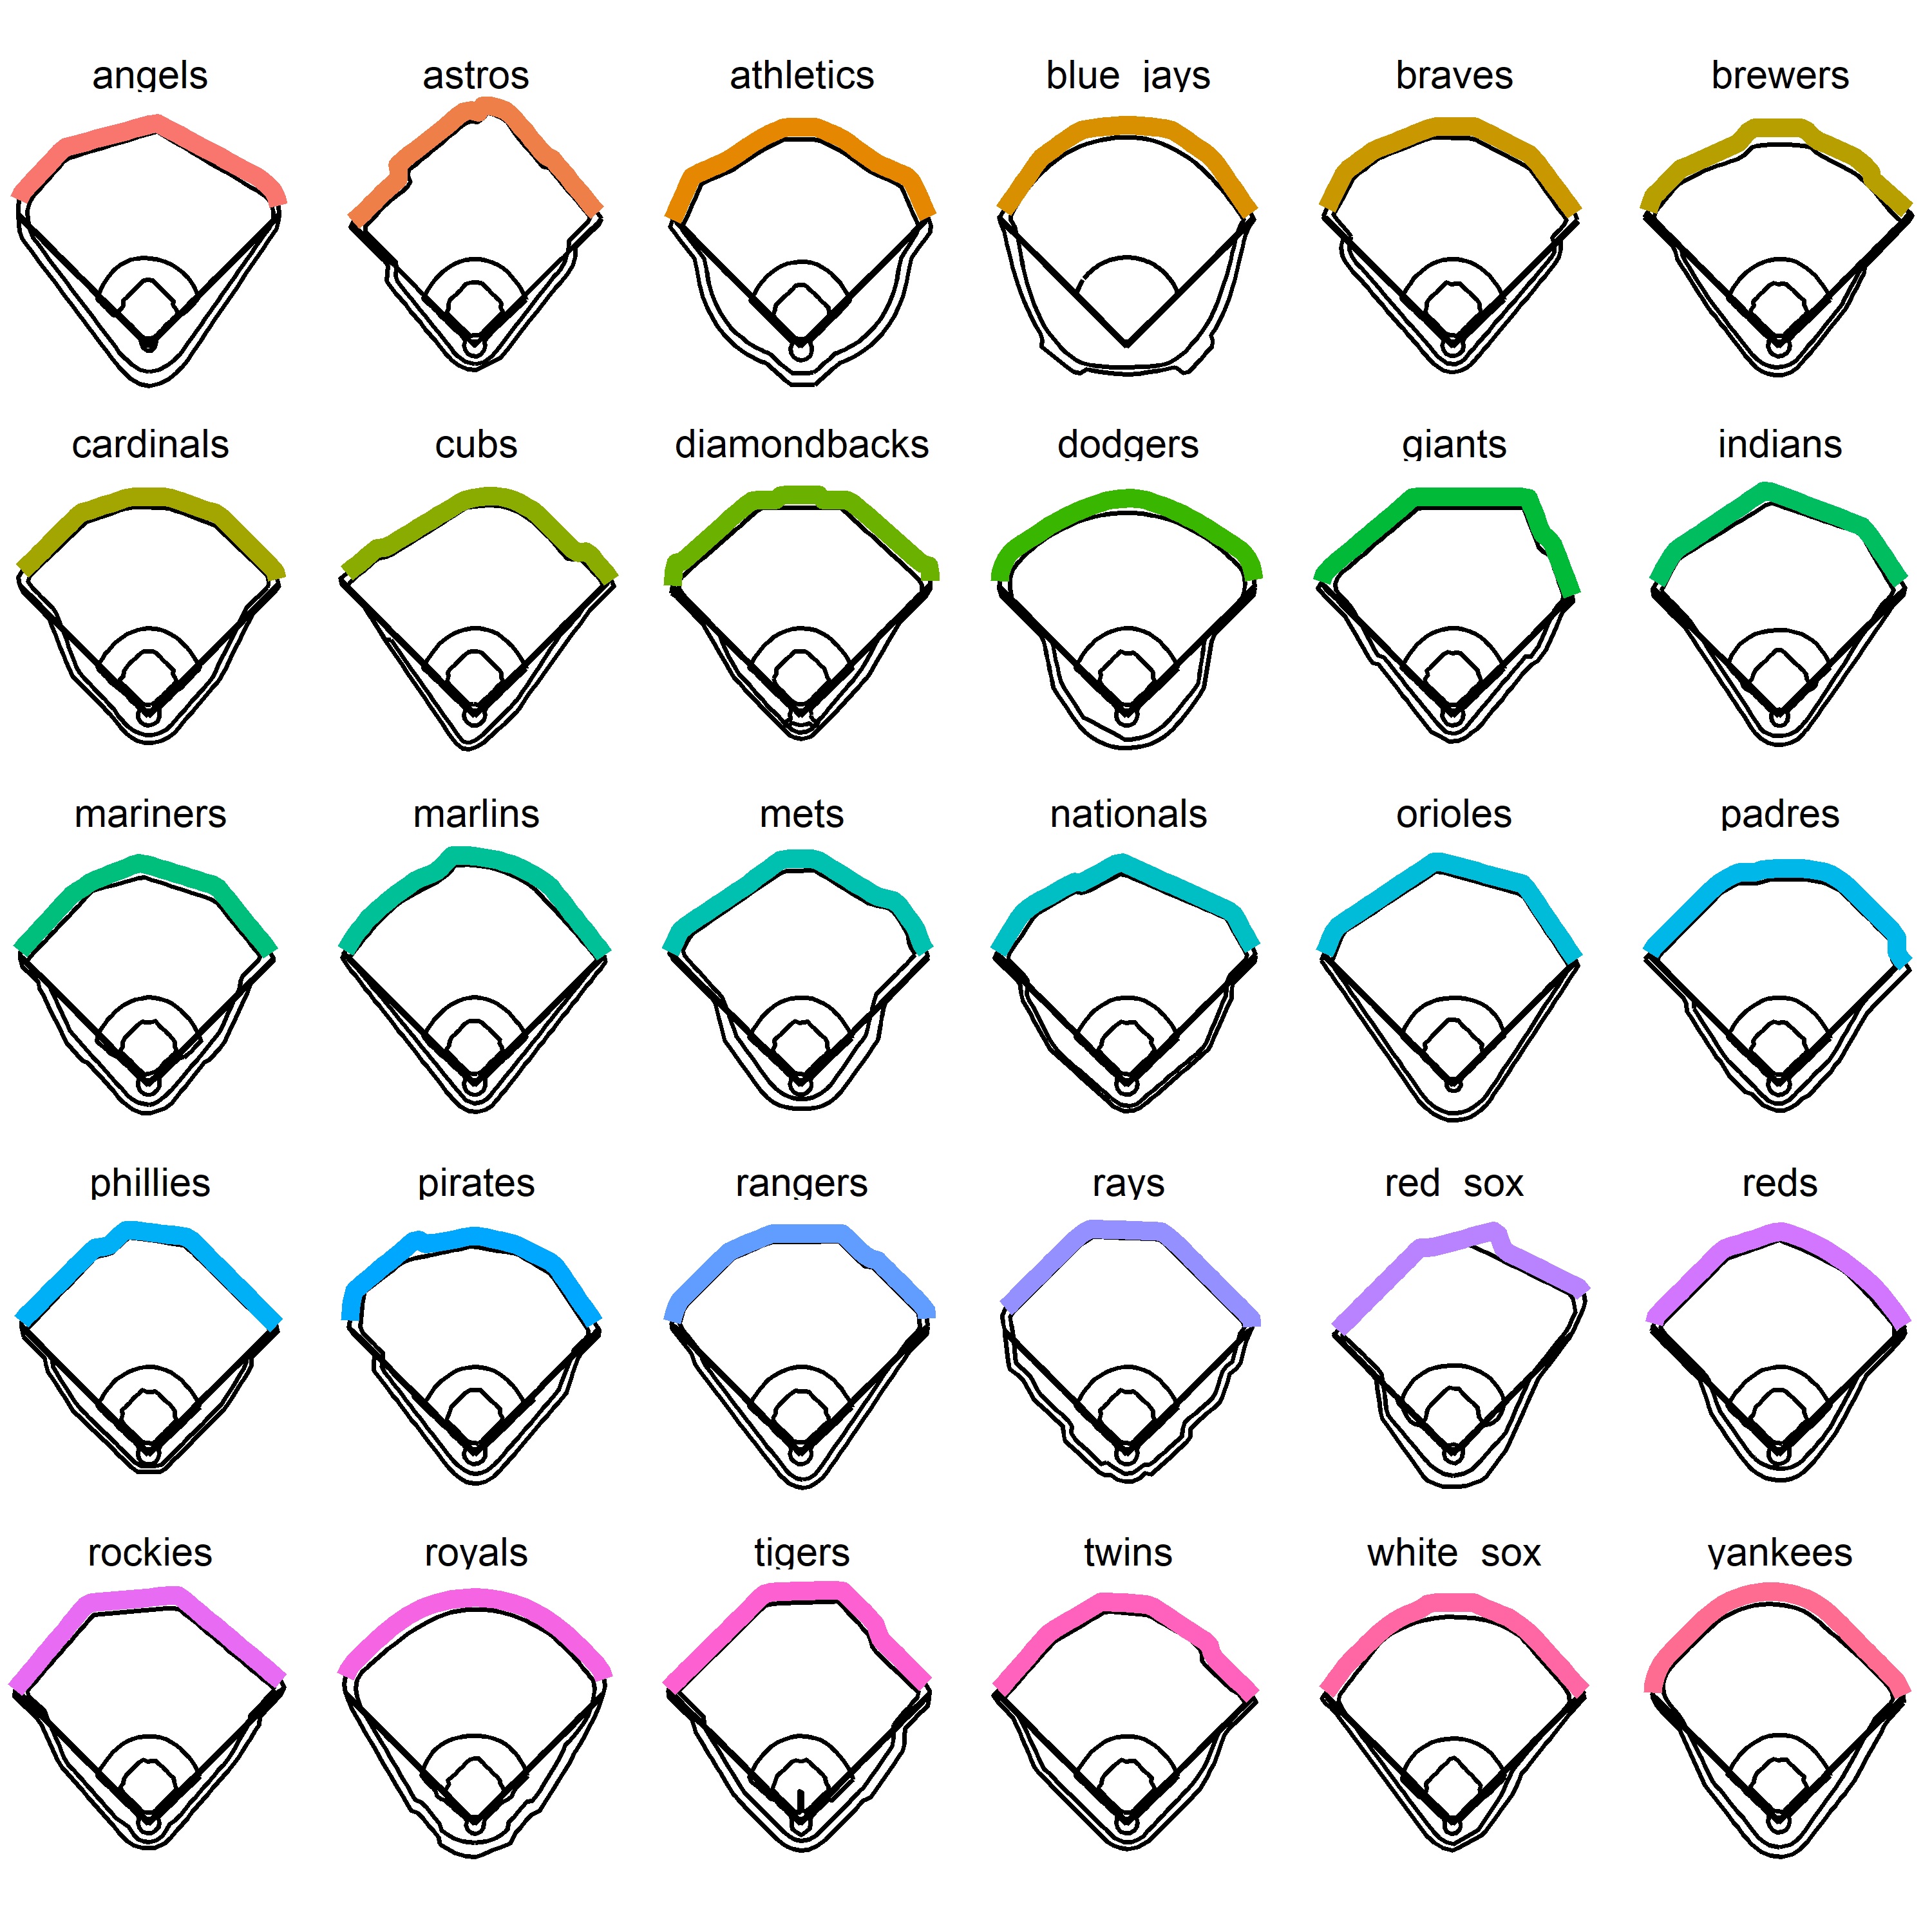 angels astros athletics blue jays braves brewers
cardinals cubs diamondbacks dodgers giants indians
mariners marlins mets nationals orioles padres
phillies pirates rangers rays red sox reds
rockies royals tigers twins white sox yankees